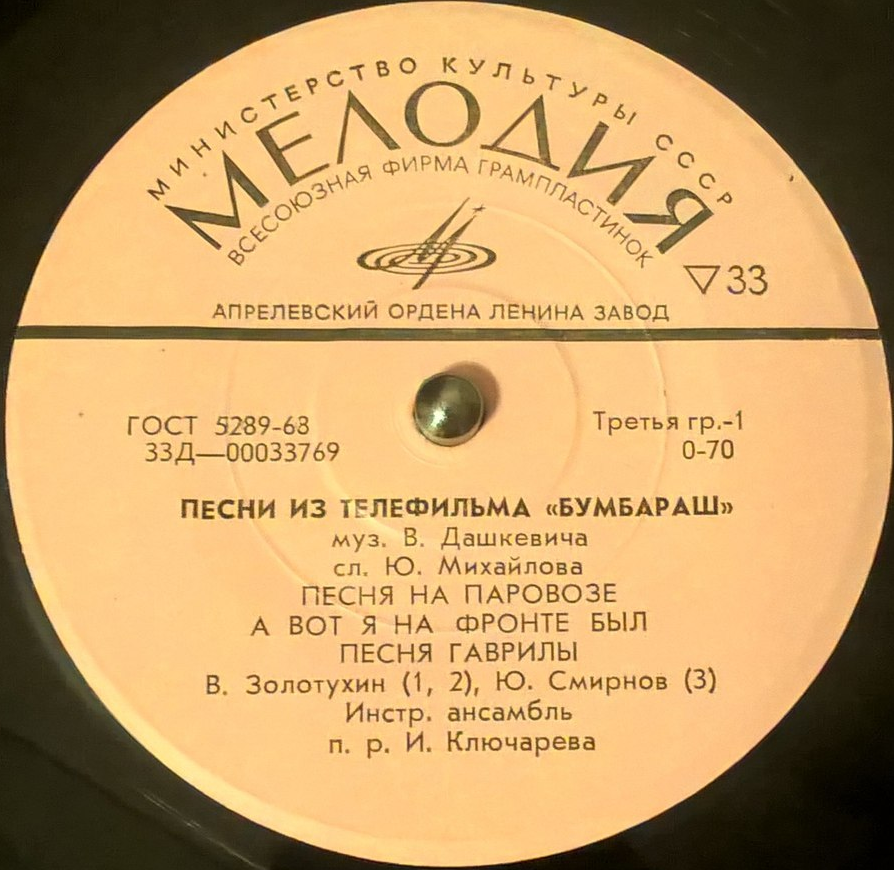 МИНИСТЕРСТВО КУЛЬТУРЫ СССР
МЕЛОДИЯ
ВСЕСОЮЗНАЯ ФИРМА ГРАМПЛАСТИНОК
▽33
АПРЕЛЕВСКИЙ ОРДЕНА ЛЕНИНА ЗАВОД
ГОСТ 5289-68
Третья гр.-1
33Д—00033769
0-70
ПЕСНИ ИЗ ТЕЛЕФИЛЬМА «БУМБАРАШ»
муз. В. Дашкевича
сл. Ю. Михайлова
ПЕСНЯ НА ПАРОВОЗЕ
А ВОТ Я НА ФРОНТЕ БЫЛ
ПЕСНЯ ГАВРИЛЫ
В. Золотухин (1, 2), Ю. Смирнов (3)
Инстр. ансамбль
п. р. И. Ключарева